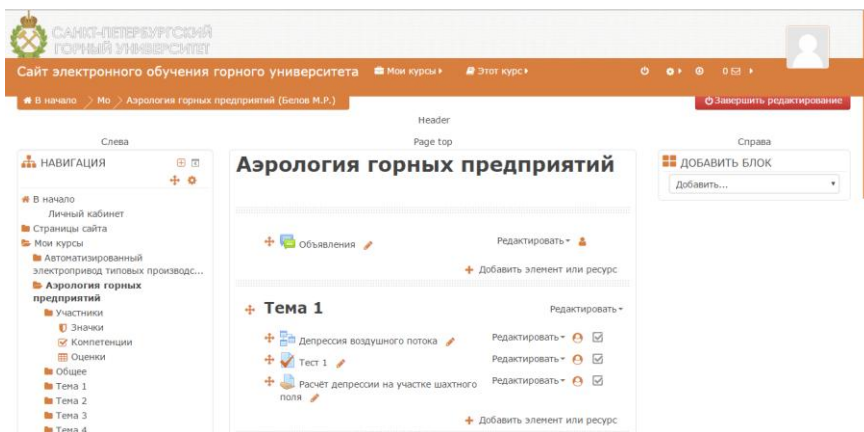 САНКТ-ПЕТЕРБУРГСКИЙ
ГОРНЫЙ УНИВЕРСИТЕТ
Сайт электронного обучения горного университета Мои курсы Этот курс 0
В начало Мо Аэрология горных предприятий (Белов М.Р.) Завершить редактирование
Header
Слева Page top Справа
НАВИГАЦИЯ
В начало
Личный кабинет
Страницы сайта
Мои курсы
Автоматизированный
электропривод типовых производс...
Аэрология горных
предприятий
Участники
Значки
Компетенции
Оценки
Общее
Тема 1
Тема 2
Тема 3
Тема 4
Аэрология горных предприятий
Объявления Редактировать
Добавить элемент или ресурс
Тема 1 Редактировать
Депрессия воздушного потока Редактировать
Тест 1 Редактировать
Расчёт депрессии на участке шахтного Редактировать
поля
Добавить элемент или ресурс
ДОБАВИТЬ БЛОК
Добавить...